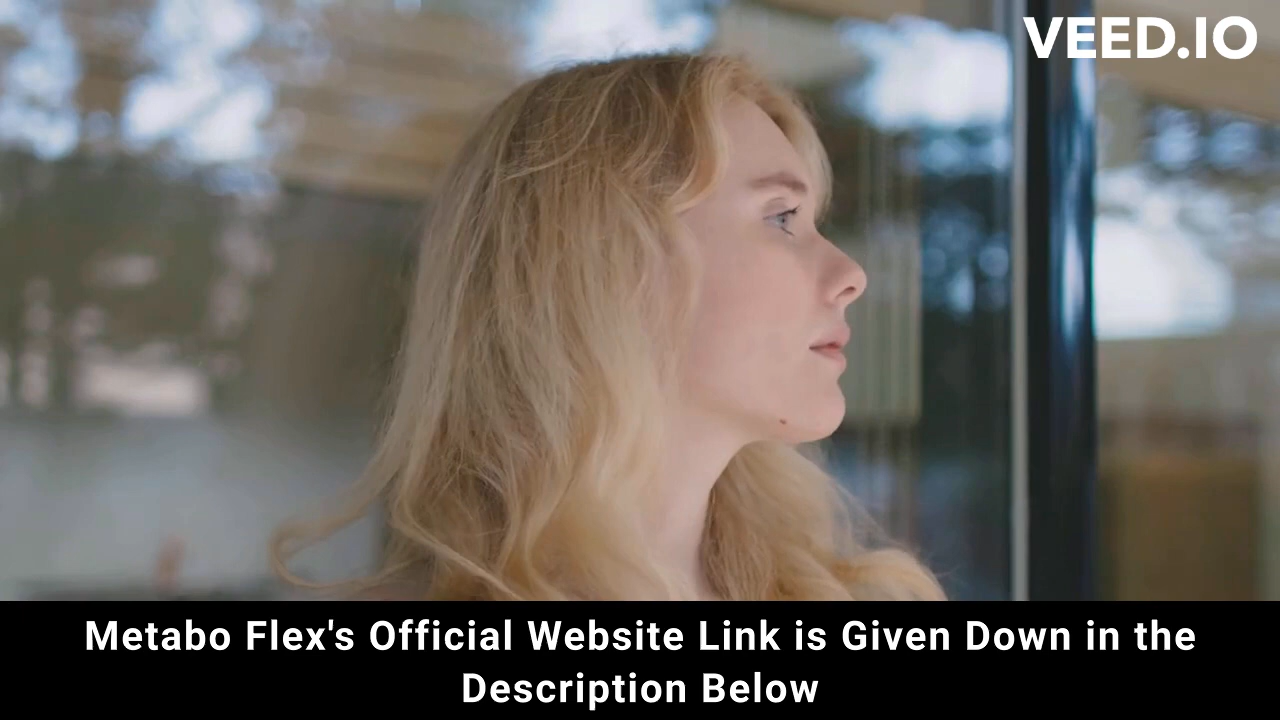 VEED.IO
Metabo Flex's Official Website Link is Given Down in the
Description Below